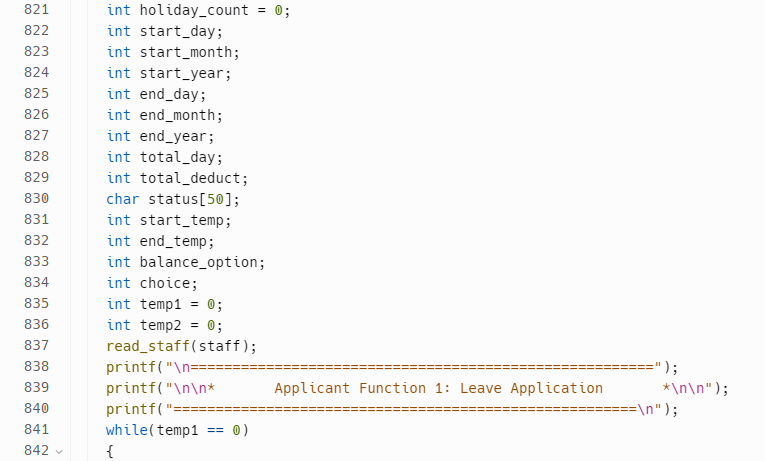 821 int holiday_count = 0;
822 int start_day;
823 int start_month;
824 int start_year;
825 int end_day;
826 int end_month;
827 int end_year;
828 int total_day;
829 int total_deduct;
830 char status[50];
831 int start_temp;
832 int end_temp;
833 int balance_option;
834 int choice;
835 int temp1 = 0;
836 int temp2 = 0;
837 read_staff(staff);
838 printf("\n=======================================================");
839 printf("\n\n*       Applicant Function 1: Leave Application       *\n\n");
840 printf("=======================================================\n");
841 while(temp1 == 0)
842 {